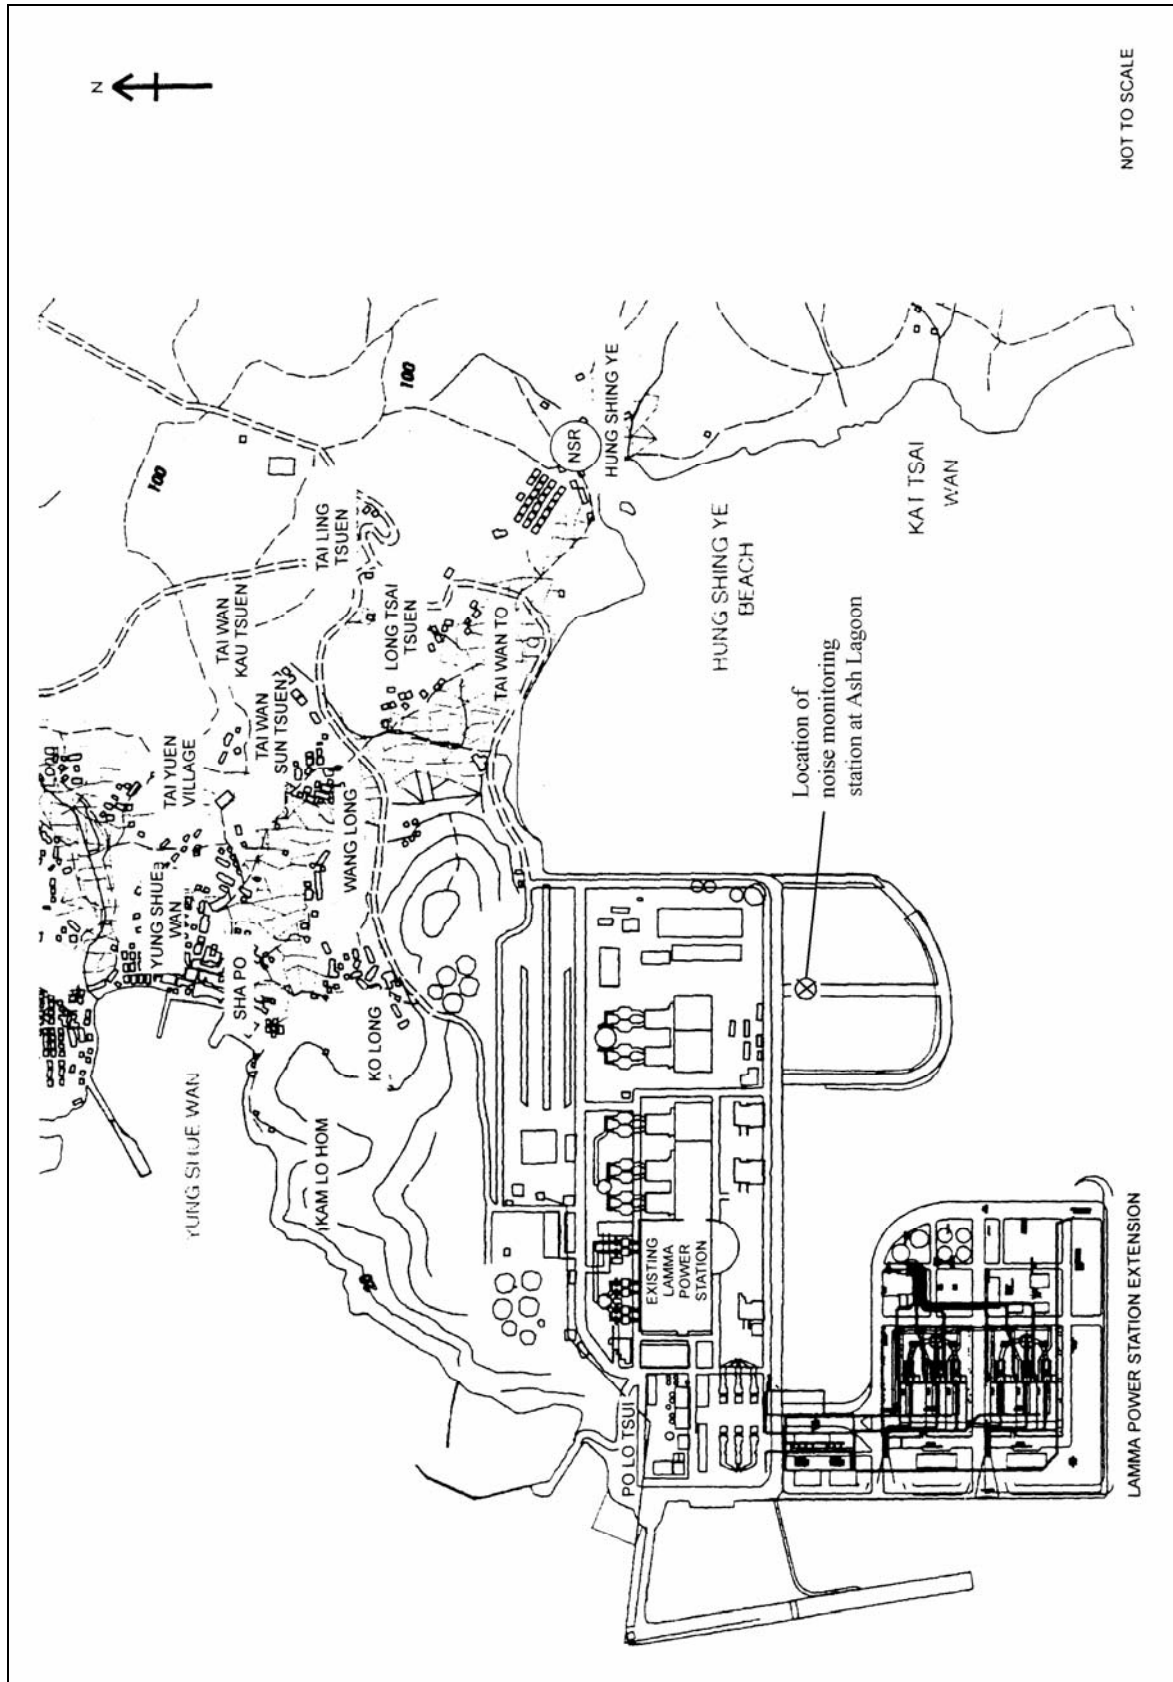 N
YUNG SHUE
WAN
TAI YUEN
VILLAGE
100
YUNG SHUE WAN
SHA PO
TAI WAN
KAU TSUEN
TAI WAN
SUN TSUEN
KAM LO HOM
WANG LONG
TAI LING
TSUEN
KO LONG
LONG TSAI
TSUEN
100
TAI WAN TO
NSR
HUNG SHING YE
PO LO TSUI
EXISTING
LAMMA
POWER
STATION
HUNG SHING YE
BEACH
Location of
noise monitoring
station at Ash Lagoon
KAI TSAI
WAN
LAMMA POWER STATION EXTENSION
NOT TO SCALE